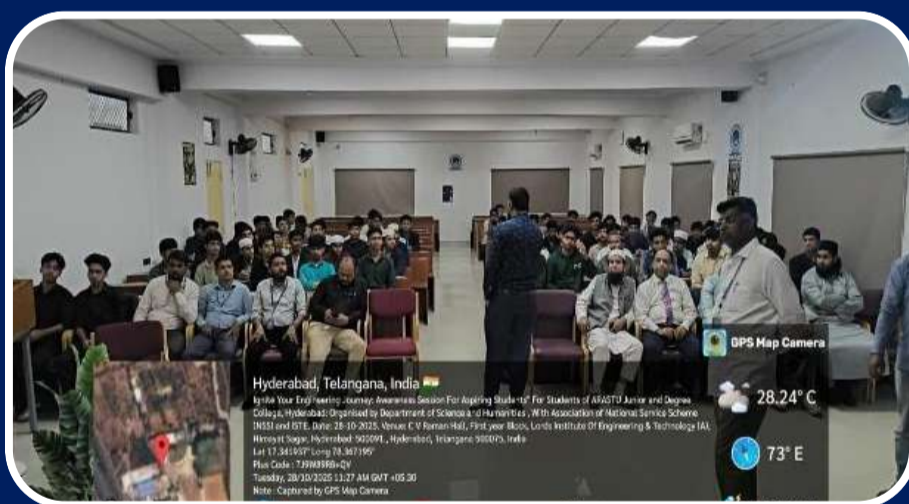 GPS Map Camera
Hyderabad, Telangana, India
Ignite Your Engineering Journey: Awareness Session For Aspiring Students" For Students of ARASTU Junior and Degree
College, Hyderabad: Organised by Department of Science and Humanities , With Association of National Service Scheme
(NSS) and ISTE. Date: 28-10-2025. Venue: C V Raman Hall, First year Block, Lords Institute Of Engineering & Technology (A),
Himayat Sagar, Hyderabad-500091., Hyderabad, Telangana 500075, India
Lat 17.341937° Long 78.367195°
Plus Code :
Tuesday, 28/10/2025 11:27 AM GMT +05:30
Note : Captured by GPS Map Camera
28.24° C
73° E